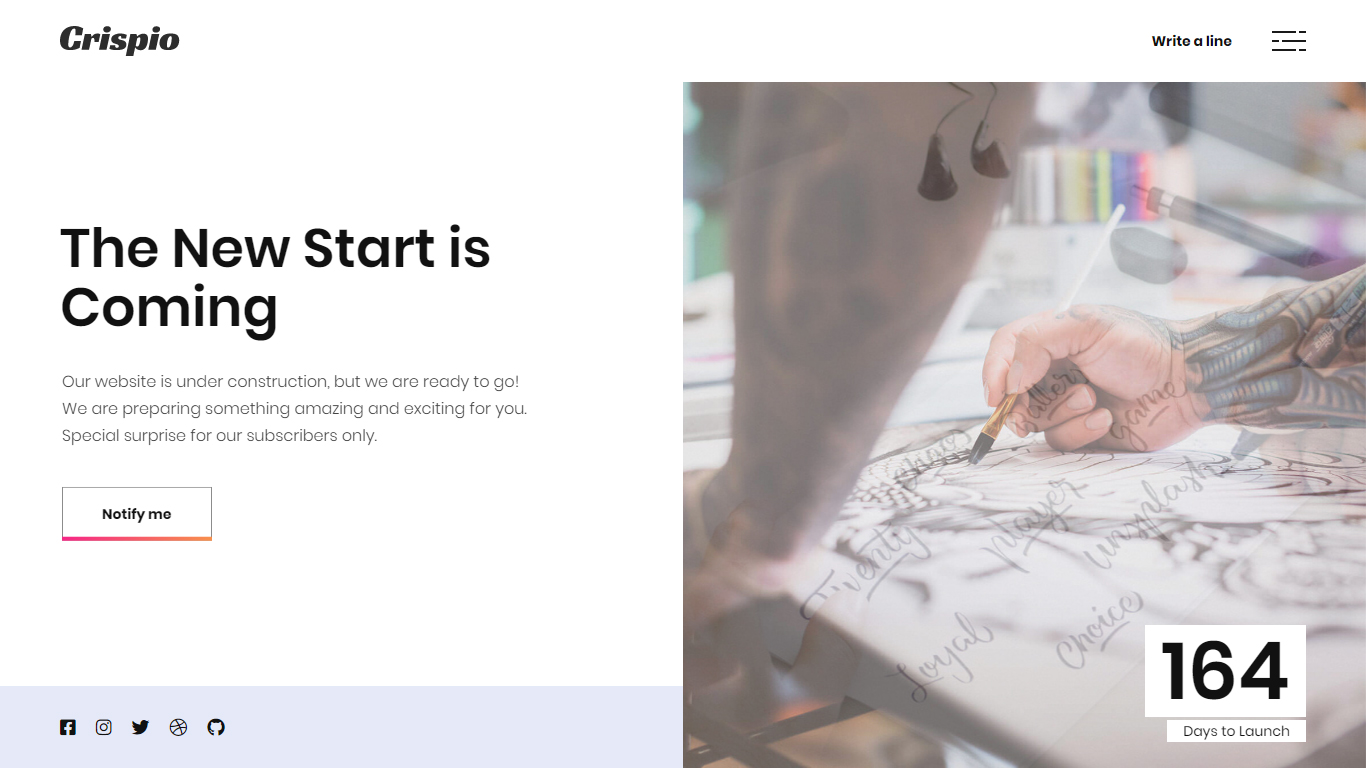 Crispio
Write a line
The New Start is
Coming
Our website is under construction, but we are ready to go!
We are preparing something amazing and exciting for you.
Special surprise for our subscribers only.
Notify me
gallery
game
chaos
Twenty
player
unsplash
Loyal
Choice
164
Days to Launch